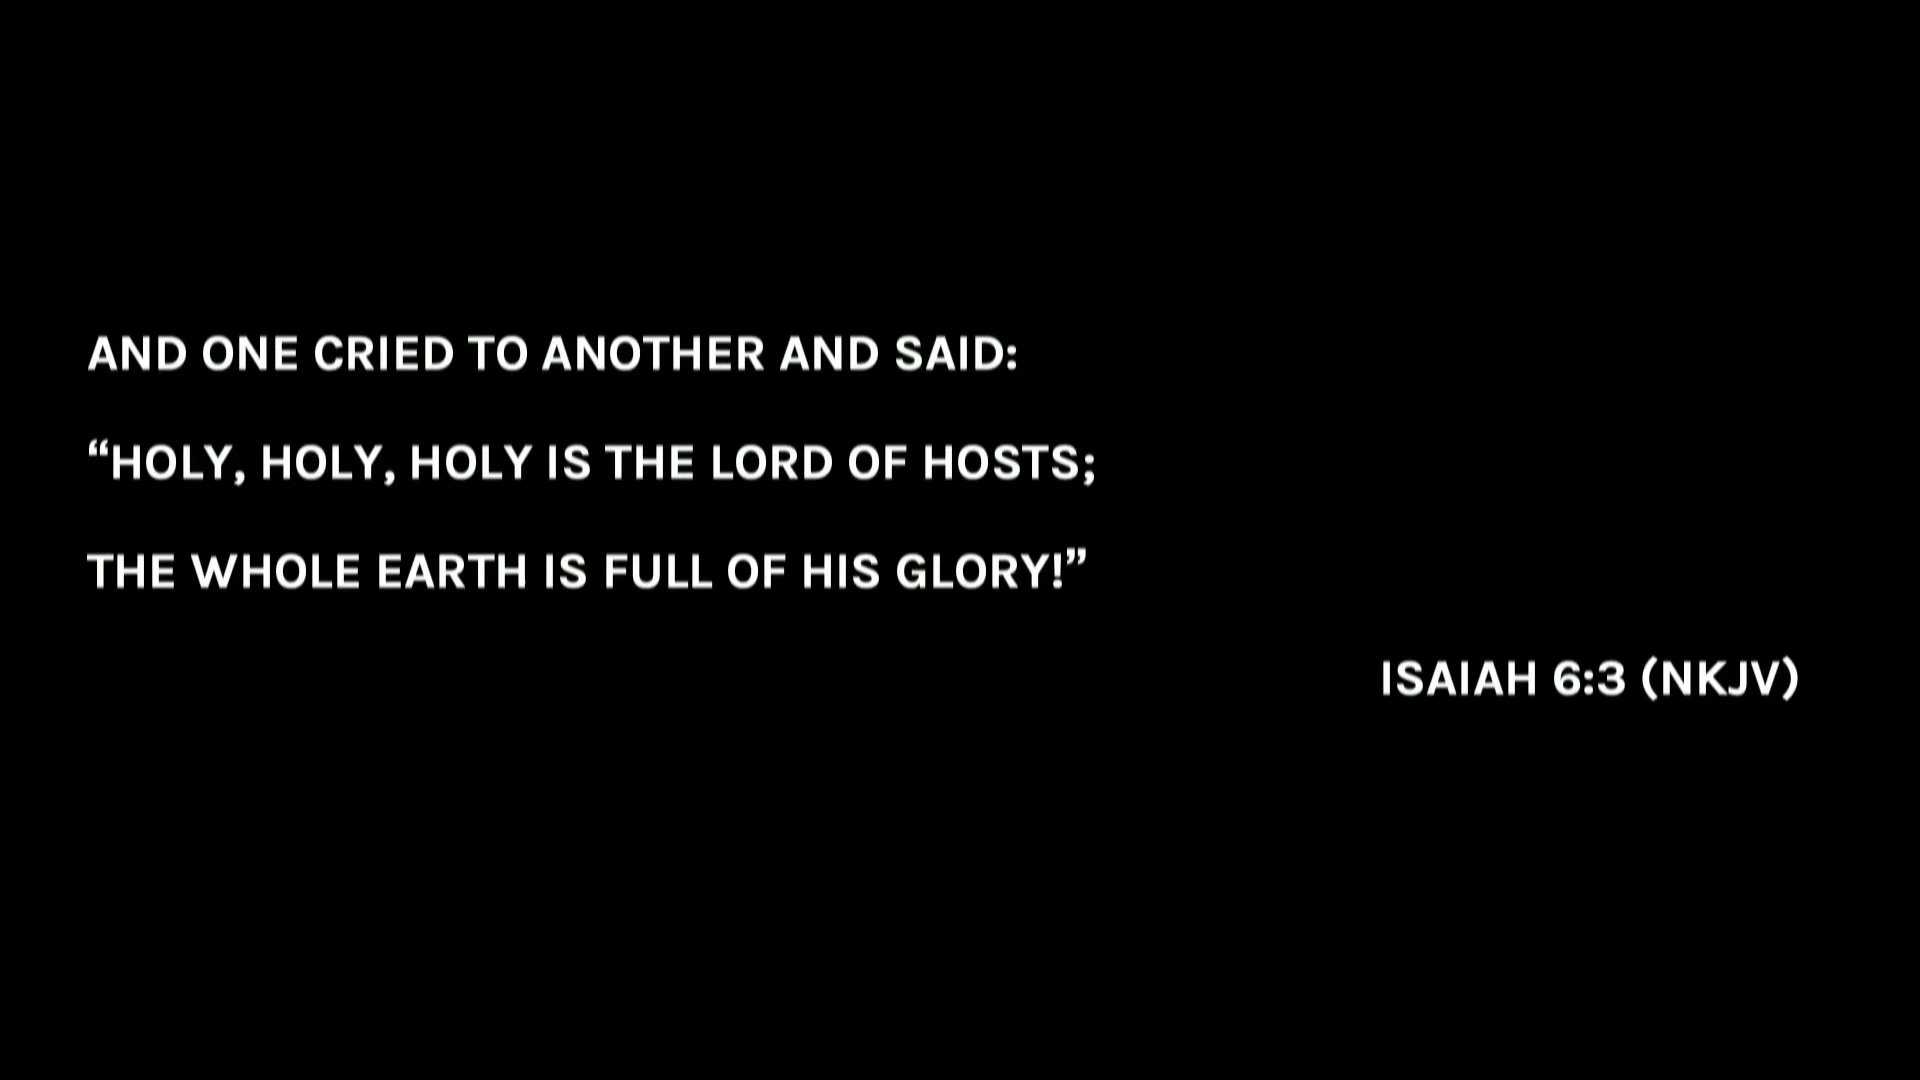 AND ONE CRIED TO ANOTHER AND SAID:
“HOLY, HOLY, HOLY IS THE LORD OF HOSTS;
THE WHOLE EARTH IS FULL OF HIS GLORY!”
ISAIAH 6:3 (NKJV)